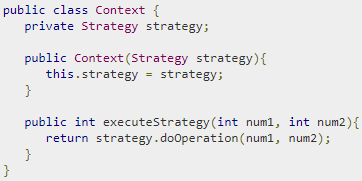 public class Context {
   private Strategy strategy;

   public Context(Strategy strategy){
      this.strategy = strategy;
   }

   public int executeStrategy(int num1, int num2){
      return strategy.doOperation(num1, num2);
   }
}